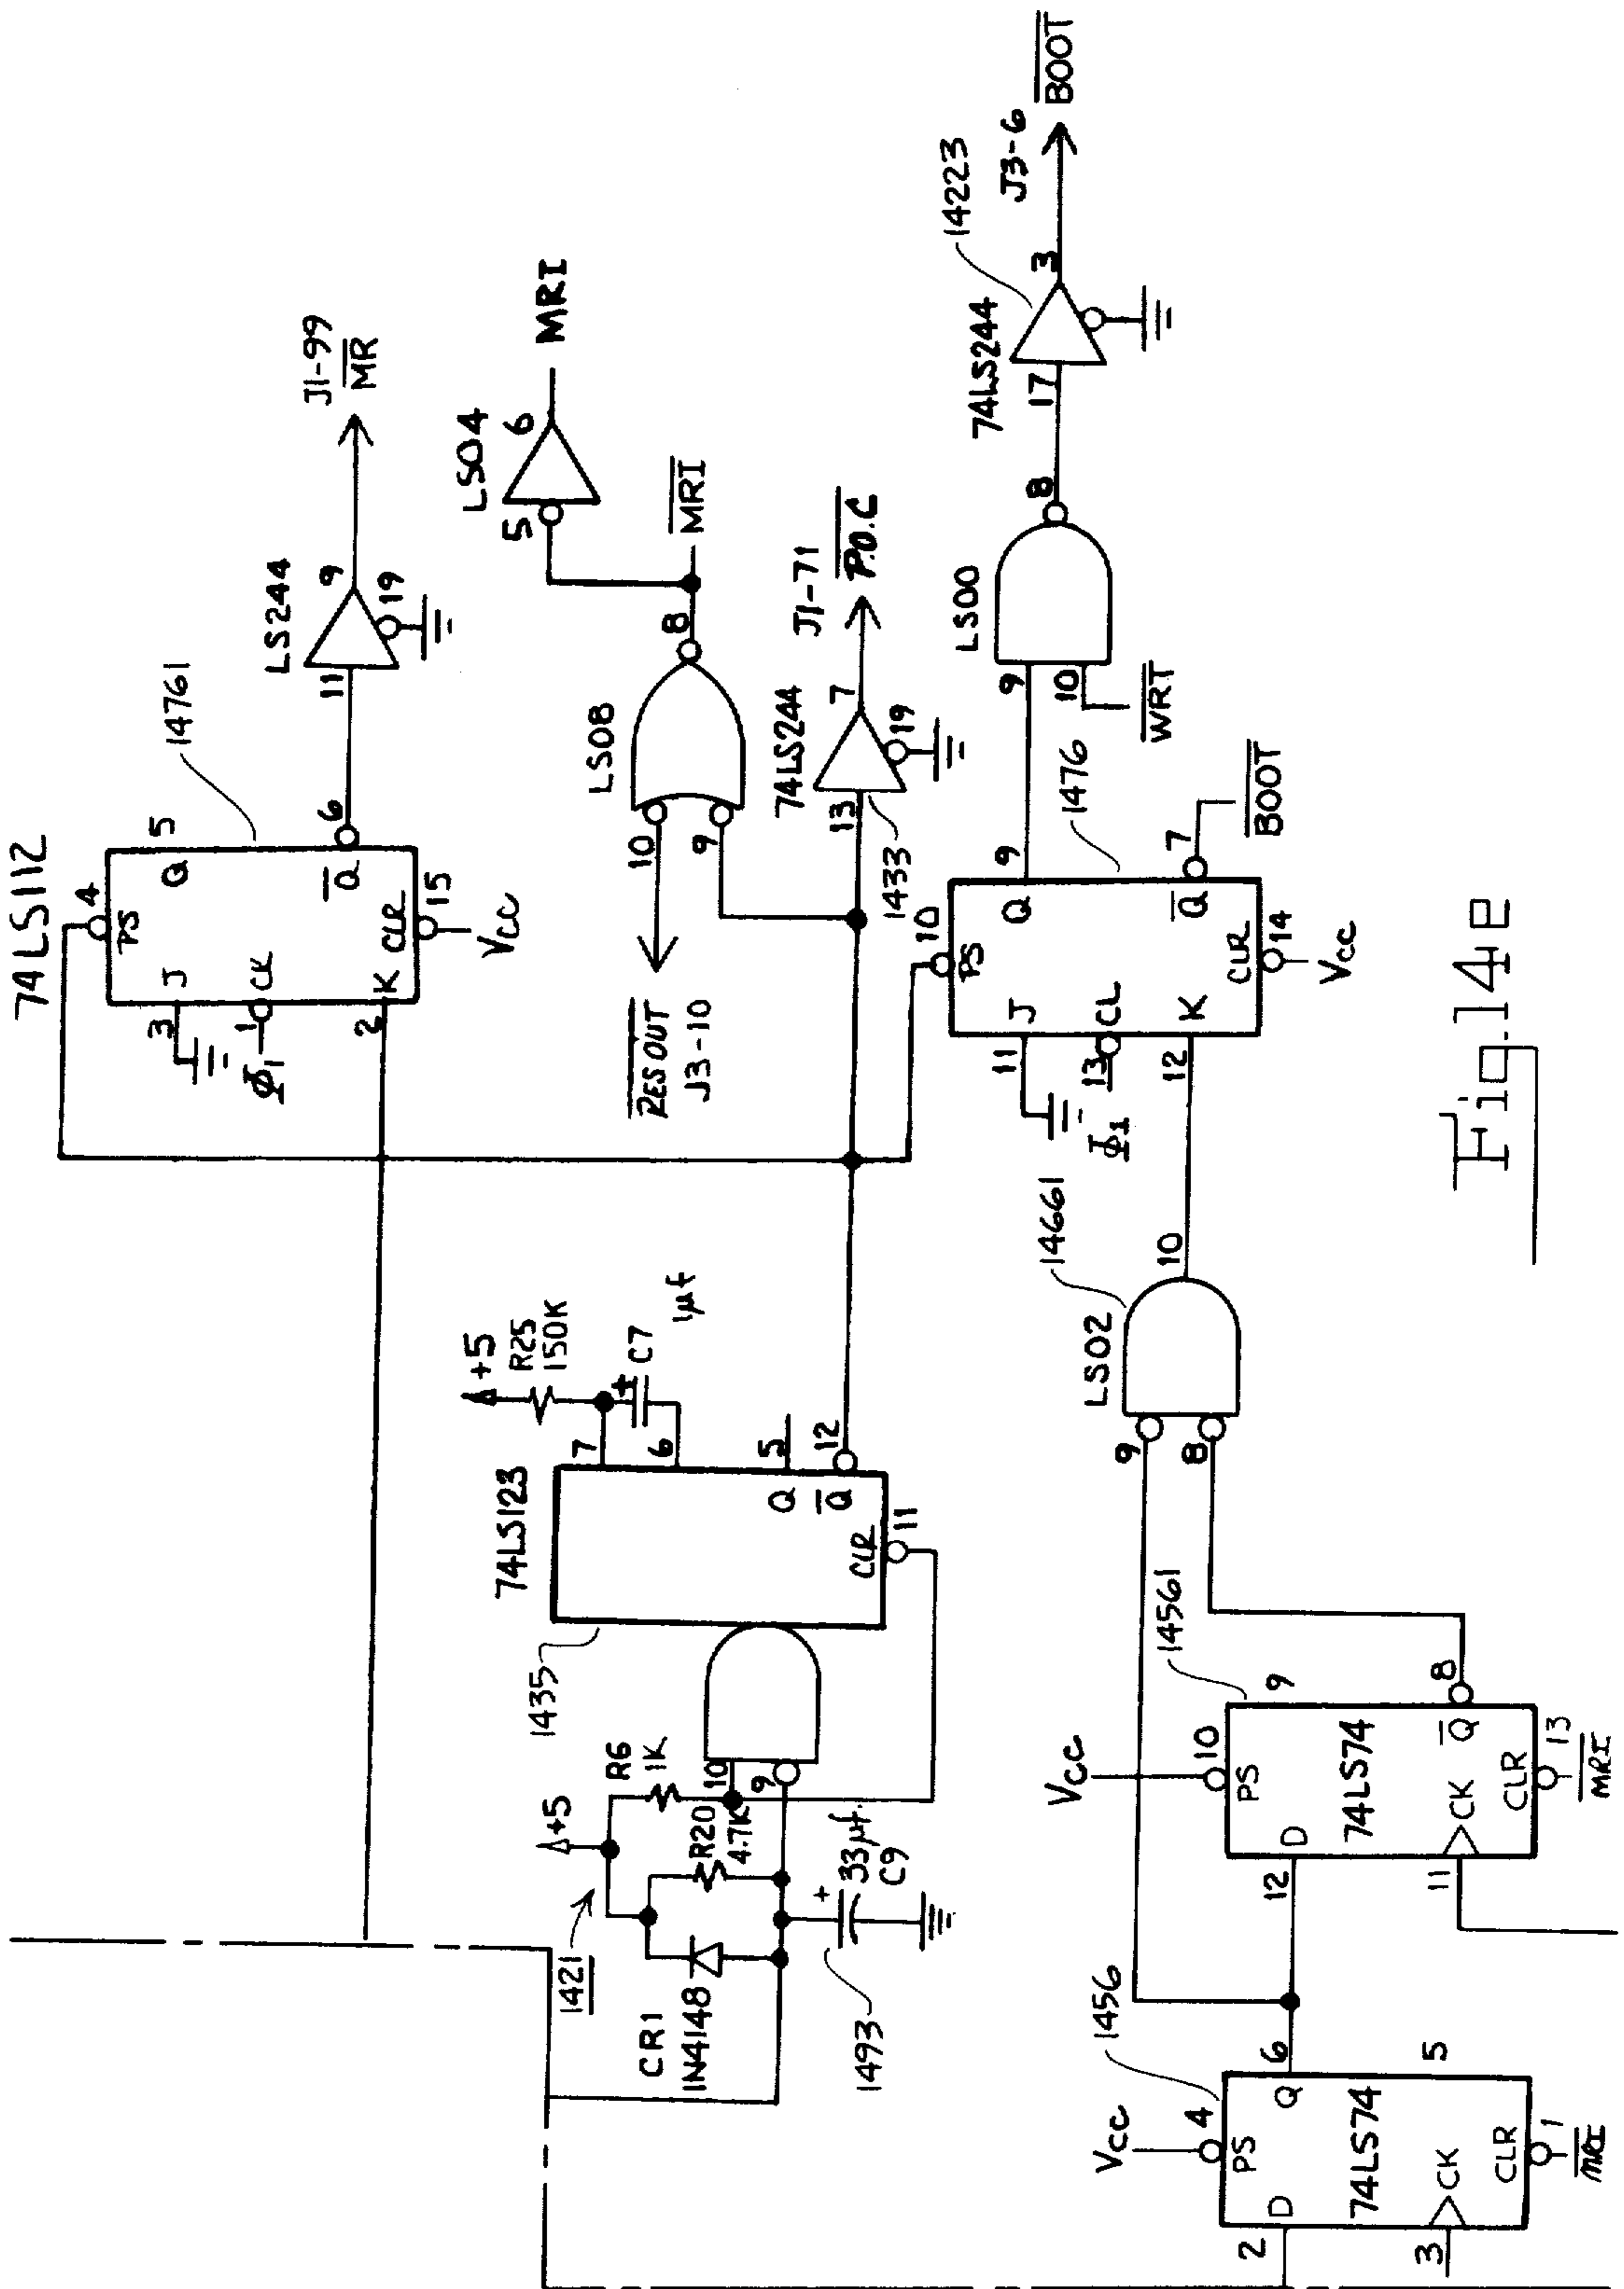 74LS112
4
PS
3
J
Q
5
14761
1
CK
Φ1
2
K
CLR
15
Vcc
Q
6
11
LS244
9
19
J1-99
MR
LS04
5
6
MRI
MRI
LS08
10
9
8
RES OUT
J3-10
74LS244
13
7
19
J1-71
P.O.C
1433
+5
R25
150K
C7
1µf
74LS123
7
6
Q
5
Q
12
CLR
11
1435
+5
R6
1K
10
9
R20
4.7K
1421
CR1
1N4148
33µf.
C9
+
1493
10
PS
11
J
Q
9
1476
13
CL
Φ1
12
K
Q
7
BOOT
CLR
14
Vcc
LS00
9
10
8
WRT
74LS244
17
3
14223
J3-6
BOOT
LS02
9
8
10
14661
Vcc
4
PS
1456
2
D
Q
6
74LS74
5
3
CK
CLR
1
MRI
Vcc
10
PS
14561
12
D
9
74LS74
11
CK
Q
8
CLR
13
MRI
Fig.14e